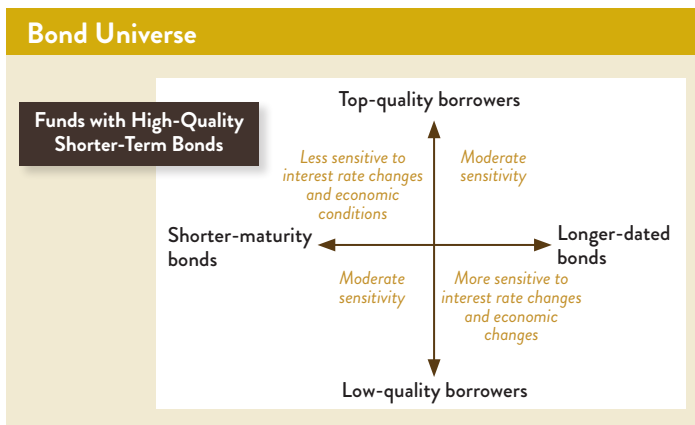 Bond Universe
Funds with High-Quality
Shorter-Term Bonds
Top-quality borrowers
Less sensitive to
interest rate changes
and economic
conditions
Moderate
sensitivity
Shorter-maturity
bonds
Longer-dated
bonds
Moderate
sensitivity
More sensitive to
interest rate changes
and economic
changes
Low-quality borrowers